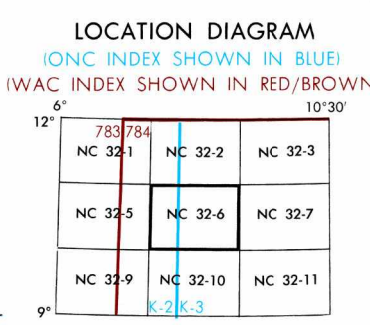 LOCATION DIAGRAM
(ONC INDEX SHOWN IN BLUE)
(WAC INDEX SHOWN IN RED/BROWN
6° 10°30'
12°
783 784
NC 32-1 NC 32-2 NC 32-3
NC 32-5 NC 32-6 NC 32-7
NC 32-9 NC 32-10 NC 32-11
9° K-2 K-3